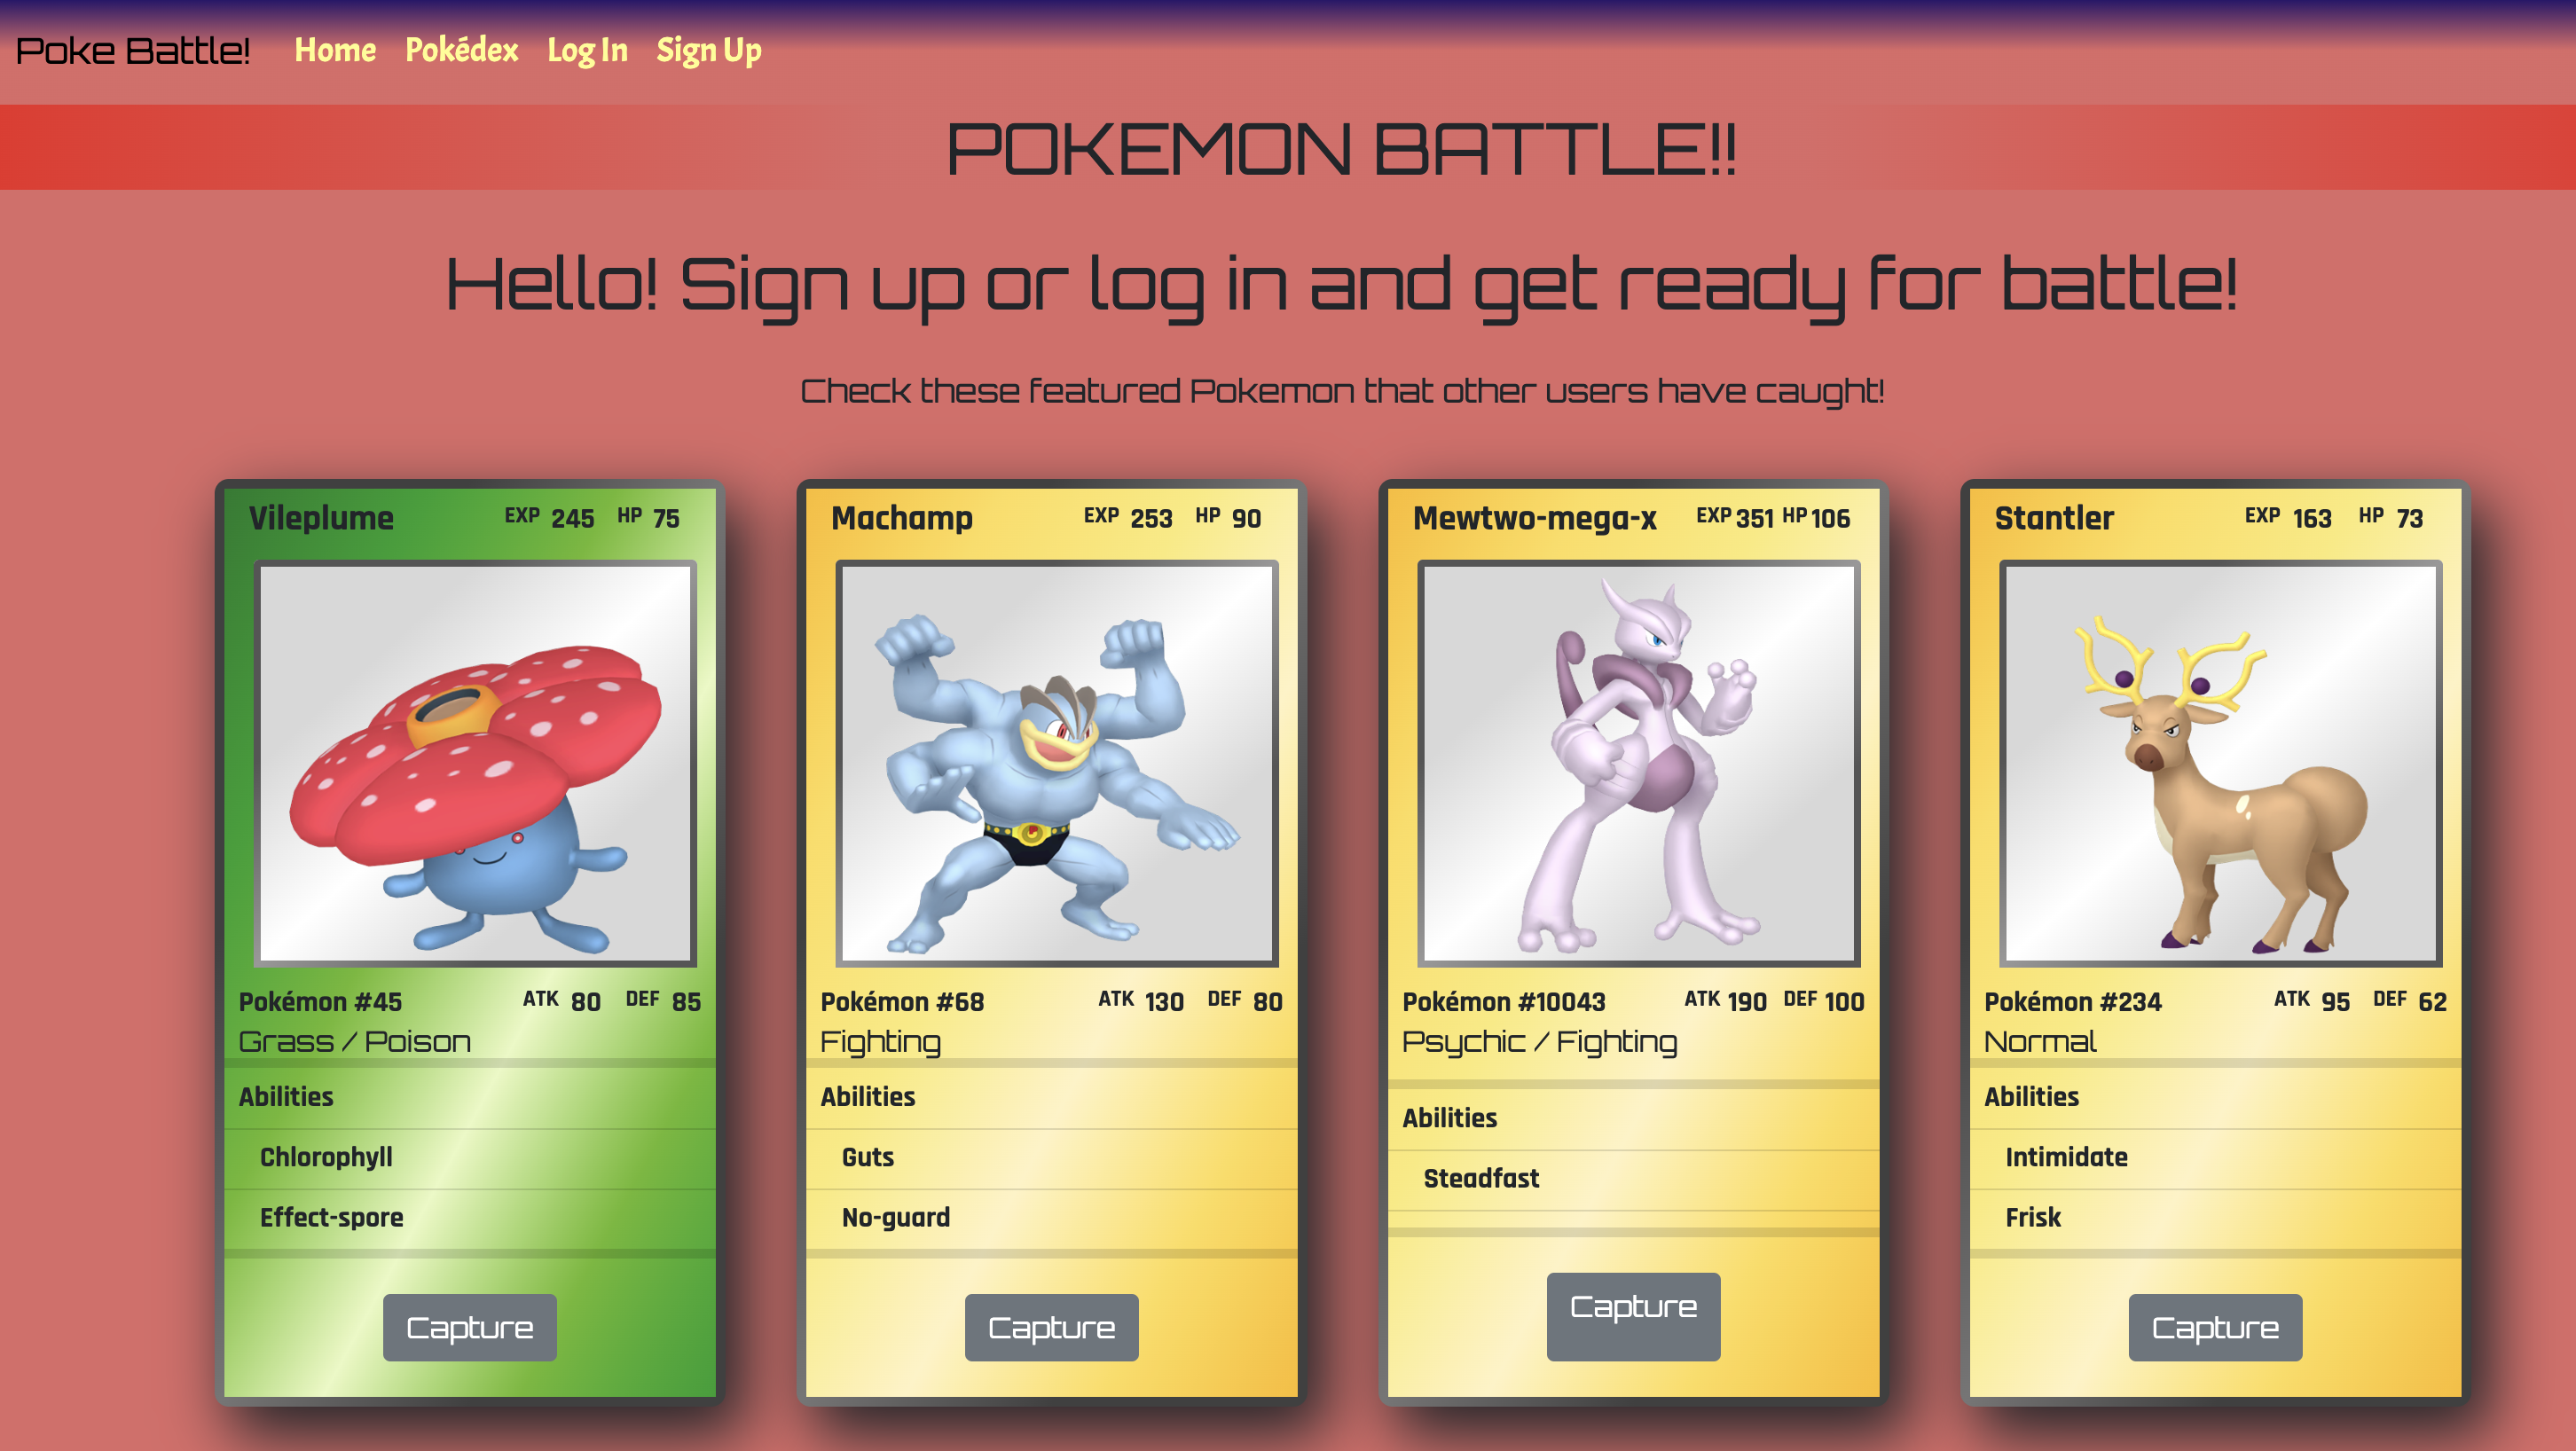 Poke Battle! Home Pokédex Log In Sign Up
POKEMON BATTLE!!
Hello! Sign up or log in and get ready for battle!
Check these featured Pokemon that other users have caught!
Vileplume EXP 245 HP 75
Pokémon #45 ATK 80 DEF 85
Grass / Poison
Abilities
Chlorophyll
Effect-spore
Capture
Machamp EXP 253 HP 90
Pokémon #68 ATK 130 DEF 80
Fighting
Abilities
Guts
No-guard
Capture
Mewtwo-mega-x EXP 351 HP 106
Pokémon #10043 ATK 190 DEF 100
Psychic / Fighting
Abilities
Steadfast
Capture
Stantler EXP 163 HP 73
Pokémon #234 ATK 95 DEF 62
Normal
Abilities
Intimidate
Frisk
Capture